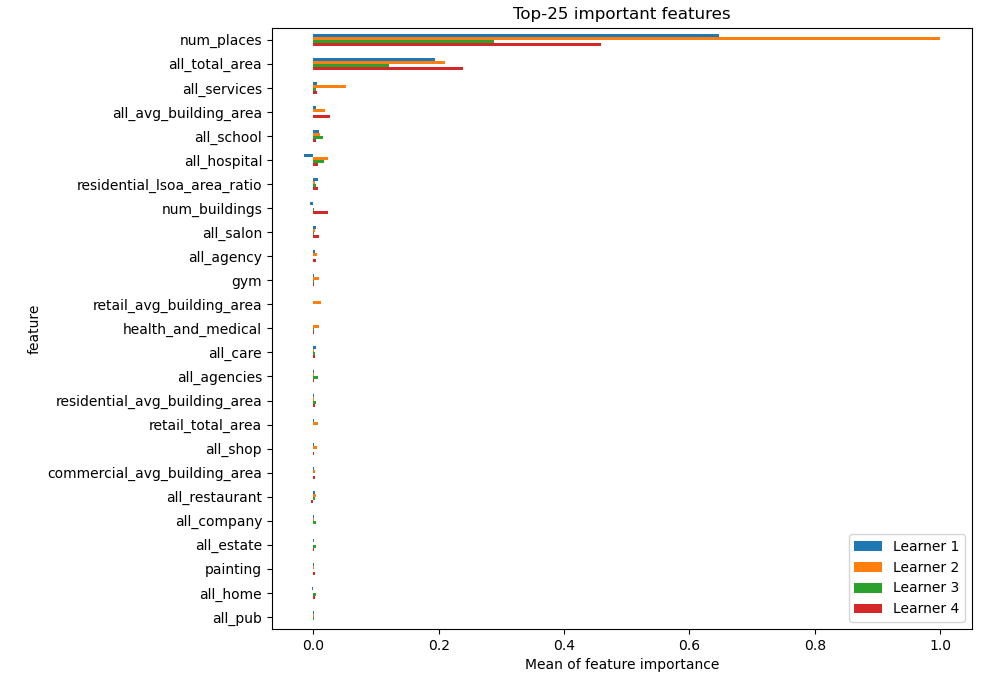 Top-25 important features
num_places
all_total_area
all_services
all_avg_building_area
all_school
all_hospital
residential_lsoa_area_ratio
num_buildings
all_salon
all_agency
gym
retail_avg_building_area
health_and_medical
all_care
all_agencies
residential_avg_building_area
retail_total_area
all_shop
commercial_avg_building_area
all_restaurant
all_company
all_estate
painting
all_home
all_pub
feature
Learner 1
Learner 2
Learner 3
Learner 4
0.0 0.2 0.4 0.6 0.8 1.0
Mean of feature importance